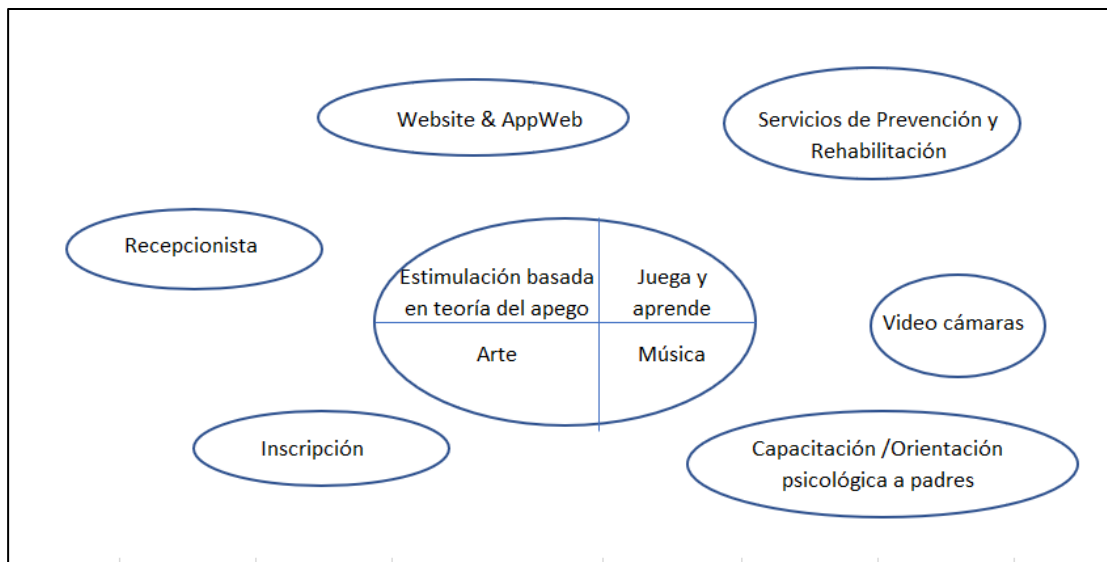 Website & AppWeb
Servicios de Prevención y
Rehabilitación
Recepcionista
Estimulación basada
en teoría del apego
Juega y
aprende
Arte
Música
Video cámaras
Inscripción
Capacitación /Orientación
psicológica a padres